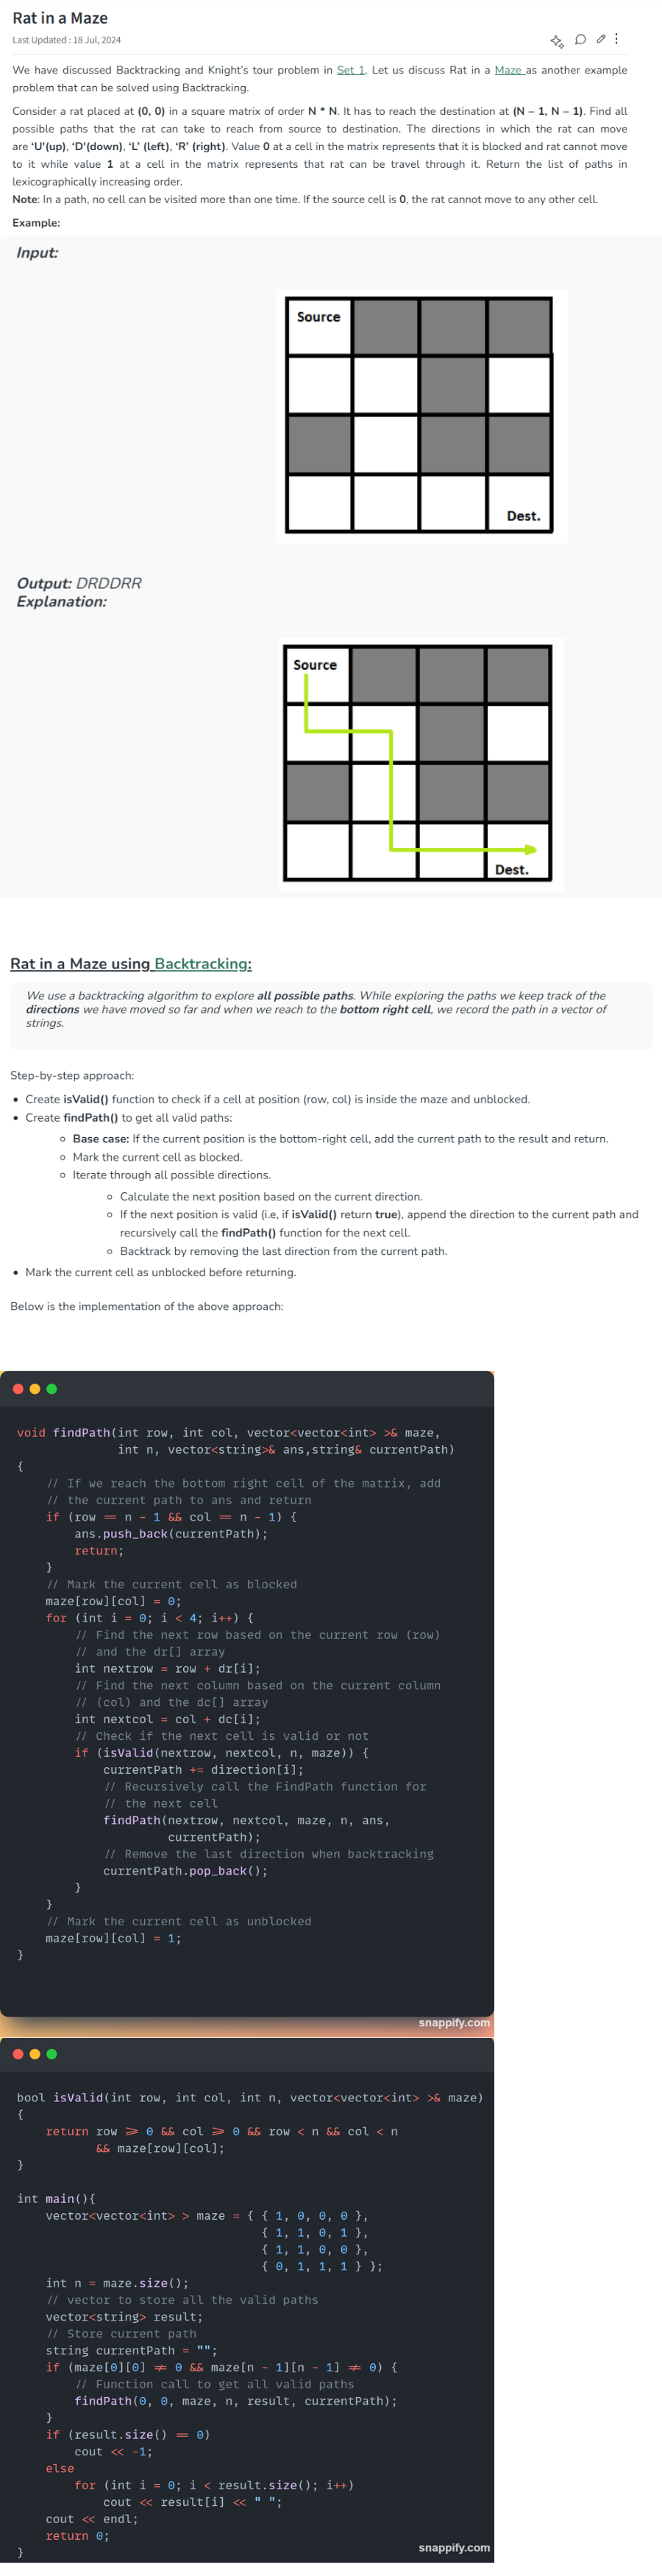 Rat in a Maze
Last Updated : 18 Jul, 2024
We have discussed Backtracking and Knight's tour problem in Set 1. Let us discuss Rat in a Maze as another example
problem that can be solved using Backtracking.
Consider a rat placed at (0, 0) in a square matrix of order N * N. It has to reach the destination at (N – 1, N – 1). Find all
possible paths that the rat can take to reach from source to destination. The directions in which the rat can move
are 'U'(up), 'D'(down), 'L' (left), 'R' (right). Value 0 at a cell in the matrix represents that it is blocked and rat cannot move
to it while value 1 at a cell in the matrix represents that rat can be travel through it. Return the list of paths in
lexicographically increasing order.
Note: In a path, no cell can be visited more than one time. If the source cell is 0, the rat cannot move to any other cell.
Example:
Input:
Source
Dest.
Output: DRDDRR
Explanation:
Source
Dest.
Rat in a Maze using Backtracking:
We use a backtracking algorithm to explore all possible paths. While exploring the paths we keep track of the
directions we have moved so far and when we reach to the bottom right cell, we record the path in a vector of
strings.
Step-by-step approach:
• Create isValid() function to check if a cell at position (row, col) is inside the maze and unblocked.
• Create findPath() to get all valid paths:
◦ Base case: If the current position is the bottom-right cell, add the current path to the result and return.
◦ Mark the current cell as blocked.
◦ Iterate through all possible directions.
◦ Calculate the next position based on the current direction.
◦ If the next position is valid (i.e, if isValid() return true), append the direction to the current path and
recursively call the findPath() function for the next cell.
◦ Backtrack by removing the last direction from the current path.
• Mark the current cell as unblocked before returning.
Below is the implementation of the above approach:
void findPath(int row, int col, vector<vector<int> >& maze,
int n, vector<string>& ans,string& currentPath)
{
// If we reach the bottom right cell of the matrix, add
// the current path to ans and return
if (row == n - 1 && col == n - 1) {
ans.push_back(currentPath);
return;
}
// Mark the current cell as blocked
maze[row][col] = 0;
for (int i = 0; i < 4; i++) {
// Find the next row based on the current row (row)
// and the dr[] array
int nextrow = row + dr[i];
// Find the next column based on the current column
// (col) and the dc[] array
int nextcol = col + dc[i];
// Check if the next cell is valid or not
if (isValid(nextrow, nextcol, n, maze)) {
currentPath += direction[i];
// Recursively call the FindPath function for
// the next cell
findPath(nextrow, nextcol, maze, n, ans,
currentPath);
// Remove the last direction when backtracking
currentPath.pop_back();
}
}
// Mark the current cell as unblocked
maze[row][col] = 1;
}
snappify.com
bool isValid(int row, int col, int n, vector<vector<int> >& maze)
{
return row >= 0 && col >= 0 && row < n && col < n
&& maze[row][col];
}
int main(){
vector<vector<int> > maze = { { 1, 0, 0, 0 },
{ 1, 1, 0, 1 },
{ 1, 1, 0, 0 },
{ 0, 1, 1, 1 } };
int n = maze.size();
// vector to store all the valid paths
vector<string> result;
// Store current path
string currentPath = "";
if (maze[0][0] != 0 && maze[n - 1][n - 1] != 0) {
// Function call to get all valid paths
findPath(0, 0, maze, n, result, currentPath);
}
if (result.size() == 0)
cout << -1;
else
for (int i = 0; i < result.size(); i++)
cout << result[i] << " ";
cout << endl;
return 0;
}
snappify.com